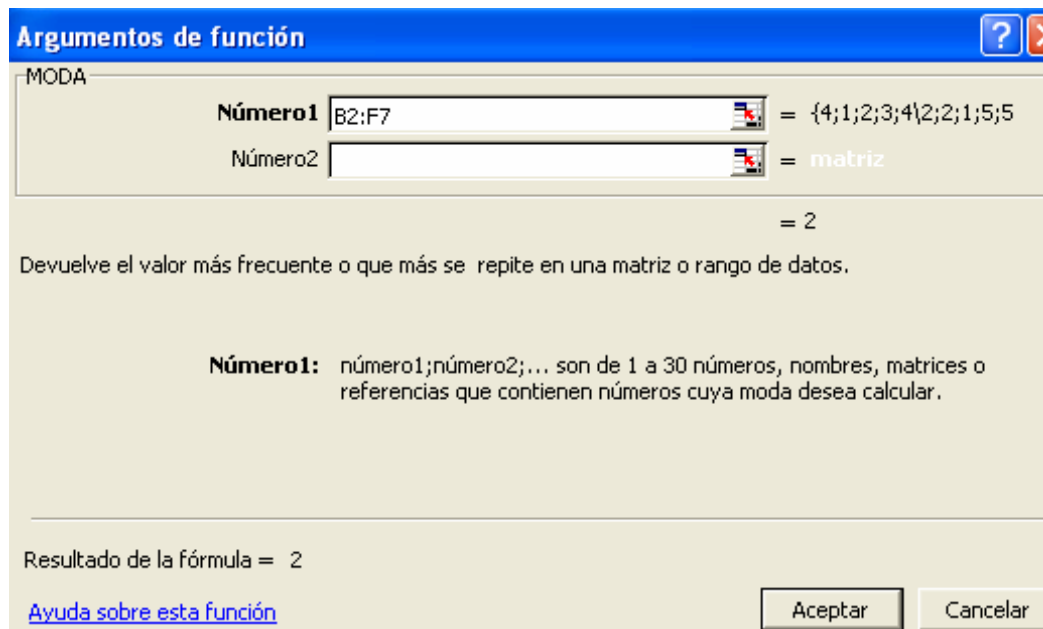 Argumentos de función
MODA
Número1 B2:F7 = {4;1;2;3;4\2;2;1;5;5
Número2 = matriz
= 2
Devuelve el valor más frecuente o que más se repite en una matriz o rango de datos.
Número1: número1;número2;... son de 1 a 30 números, nombres, matrices o
referencias que contienen números cuya moda desea calcular.
Resultado de la fórmula = 2
Ayuda sobre esta función Aceptar Cancelar